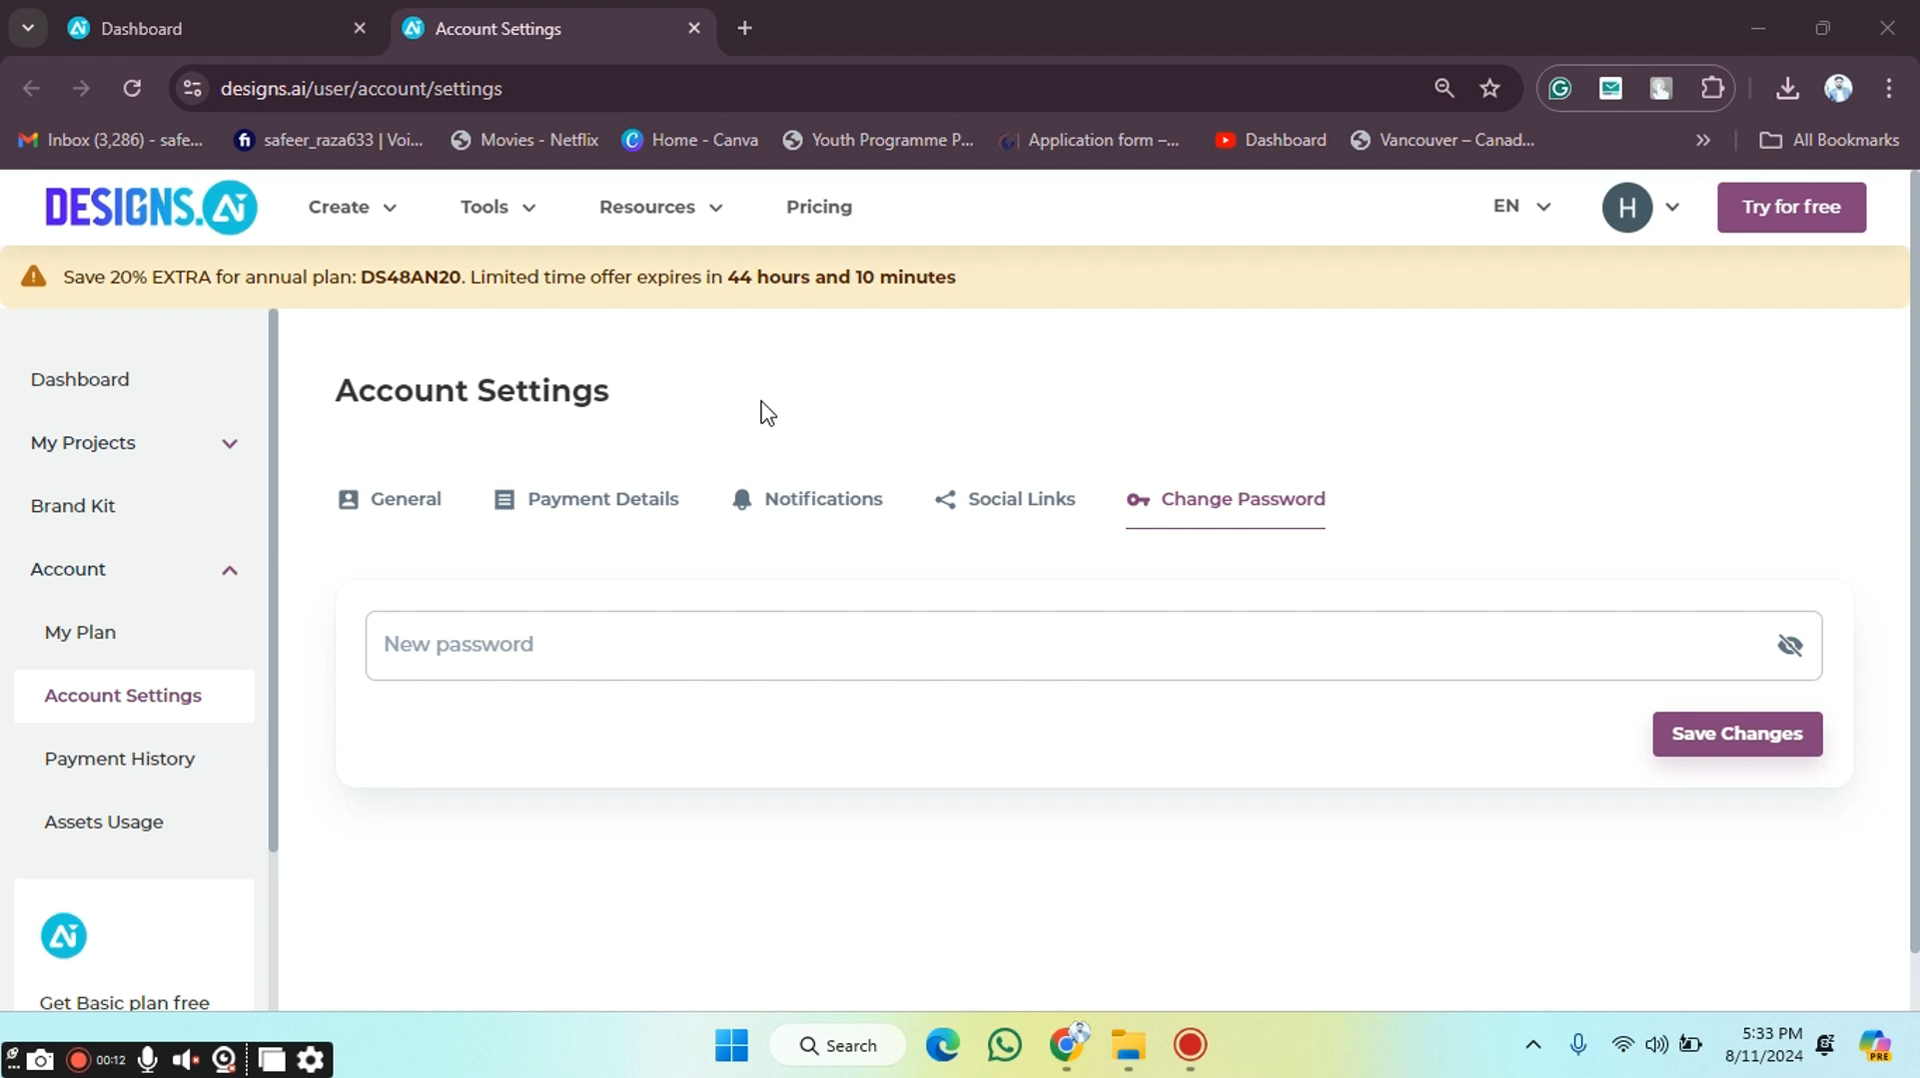 Dashboard
Account Settings
designs.ai/user/account/settings
Inbox (3,286) - safe...
safeer_raza633 | Voi...
Movies - Netflix
Home - Canva
Youth Programme P...
Application form –...
Dashboard
Vancouver – Canad...
All Bookmarks
DESIGNS.Ai
Create
Tools
Resources
Pricing
EN
H
Try for free
Save 20% EXTRA for annual plan: DS48AN20. Limited time offer expires in 44 hours and 10 minutes
Dashboard
My Projects
Brand Kit
Account
My Plan
Account Settings
Payment History
Assets Usage
Get Basic plan free
Account Settings
General
Payment Details
Notifications
Social Links
Change Password
New password
Save Changes
00:12
Search
5:33 PM
8/11/2024
PRE